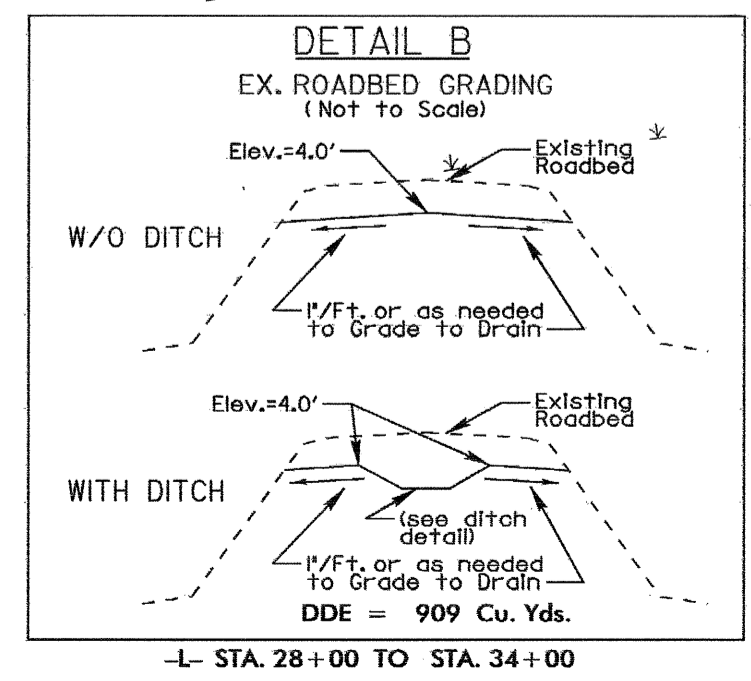 DETAIL B
EX. ROADBED GRADING
(Not to Scale)
Elev.=4.0'
Existing
Roadbed
W/O DITCH
1"/Ft. or as needed
to Grade to Drain
Elev.=4.0'
Existing
Roadbed
WITH DITCH
(see ditch
detail)
1"/Ft. or as needed
to Grade to Drain
DDE = 909 Cu. Yds.
-L- STA. 28+00 TO STA. 34+00